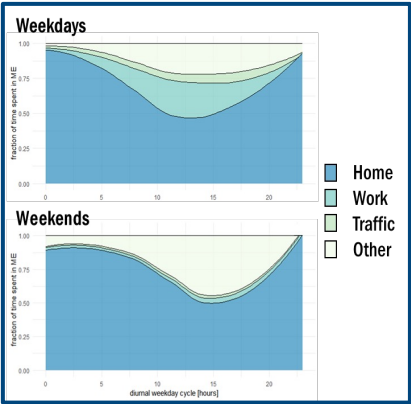 Weekdays
fraction of time spent in ME
1.00
0.75
0.50
0.25
0.00
0 5 10 15 20
Weekends
fraction of time spent in ME
1.00
0.75
0.50
0.25
0.00
0 5 10 15 20
diurnal weekday cycle [hours]
Home
Work
Traffic
Other